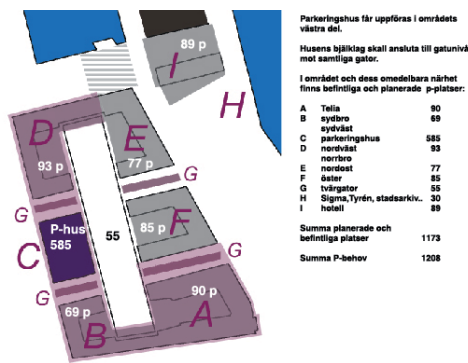 89 p
I
H
D
E
93 p
77 p
G
G
P-hus
585
C
55
85 p
F
G
G
90 p
69 p
A
B
Parkeringshus får uppföras i områdets
västra del.
Husens bjälklag skall ansluta till gatunivå
mot samtliga gator.
I området och dess omedelbara närhet
finns befintliga och planerade p-platser:
A Telia 90
B sydbro 69
sydväst
C parkeringshus 585
D nordväst 93
norrbro
E nordost 77
F öster 85
G tvärgator 55
H Sigma,Tyrén, stadsarkiv.. 30
I hotell 89
Summa planerade och
befintliga platser 1173
Summa P-behov 1208